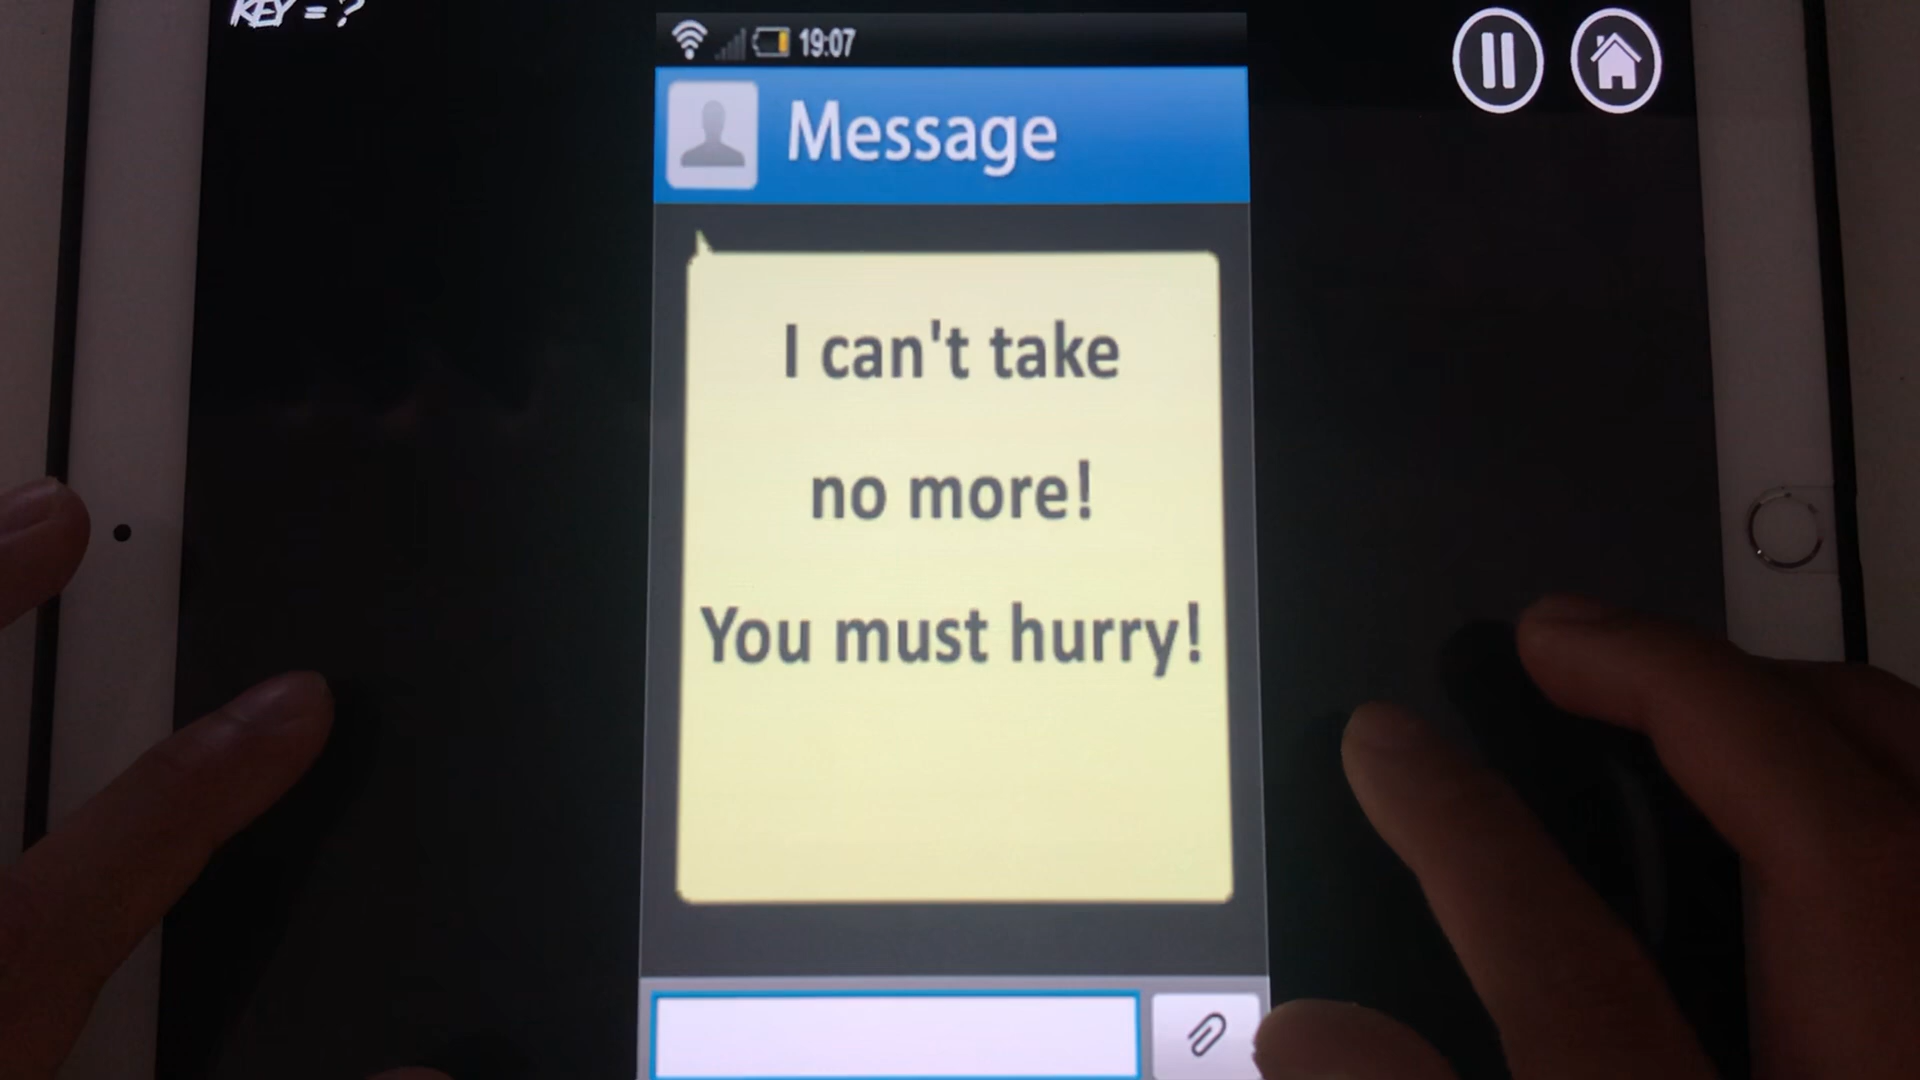 KEY = ?
19:07
Message
I can't take
no more!
You must hurry!